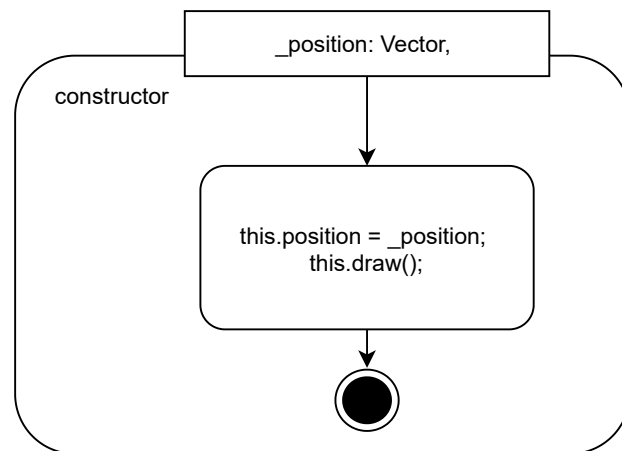 _position: Vector,
constructor
this.position = _position;
this.draw();